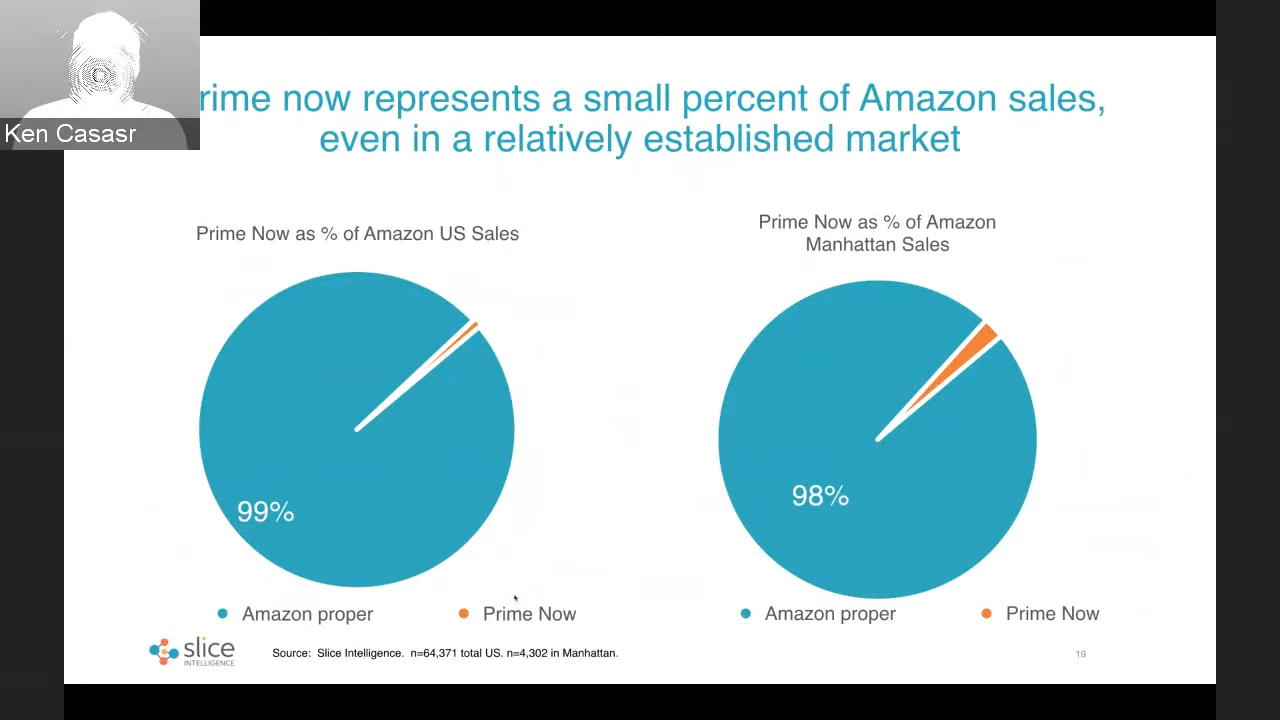 Ken Casasr
rime now represents a small percent of Amazon sales,
even in a relatively established market
Prime Now as % of Amazon US Sales
Prime Now as % of Amazon
Manhattan Sales
99%
98%
Amazon proper
Prime Now
Amazon proper
Prime Now
slice
INTELLIGENCE
Source: Slice Intelligence. n=64,371 total US. n=4,302 in Manhattan.
19